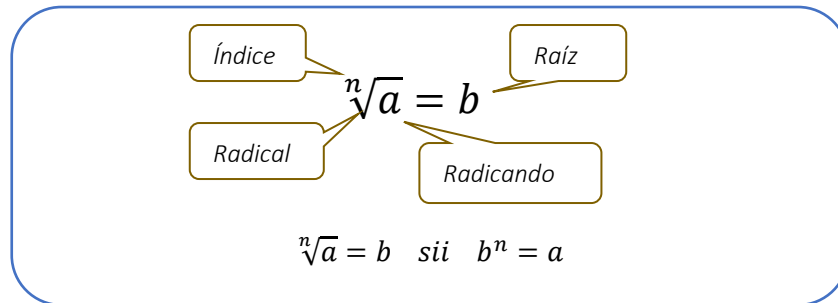 Índice
Raíz
ⁿ√a = b
Radical
Radicando
ⁿ√a = b sii bⁿ = a